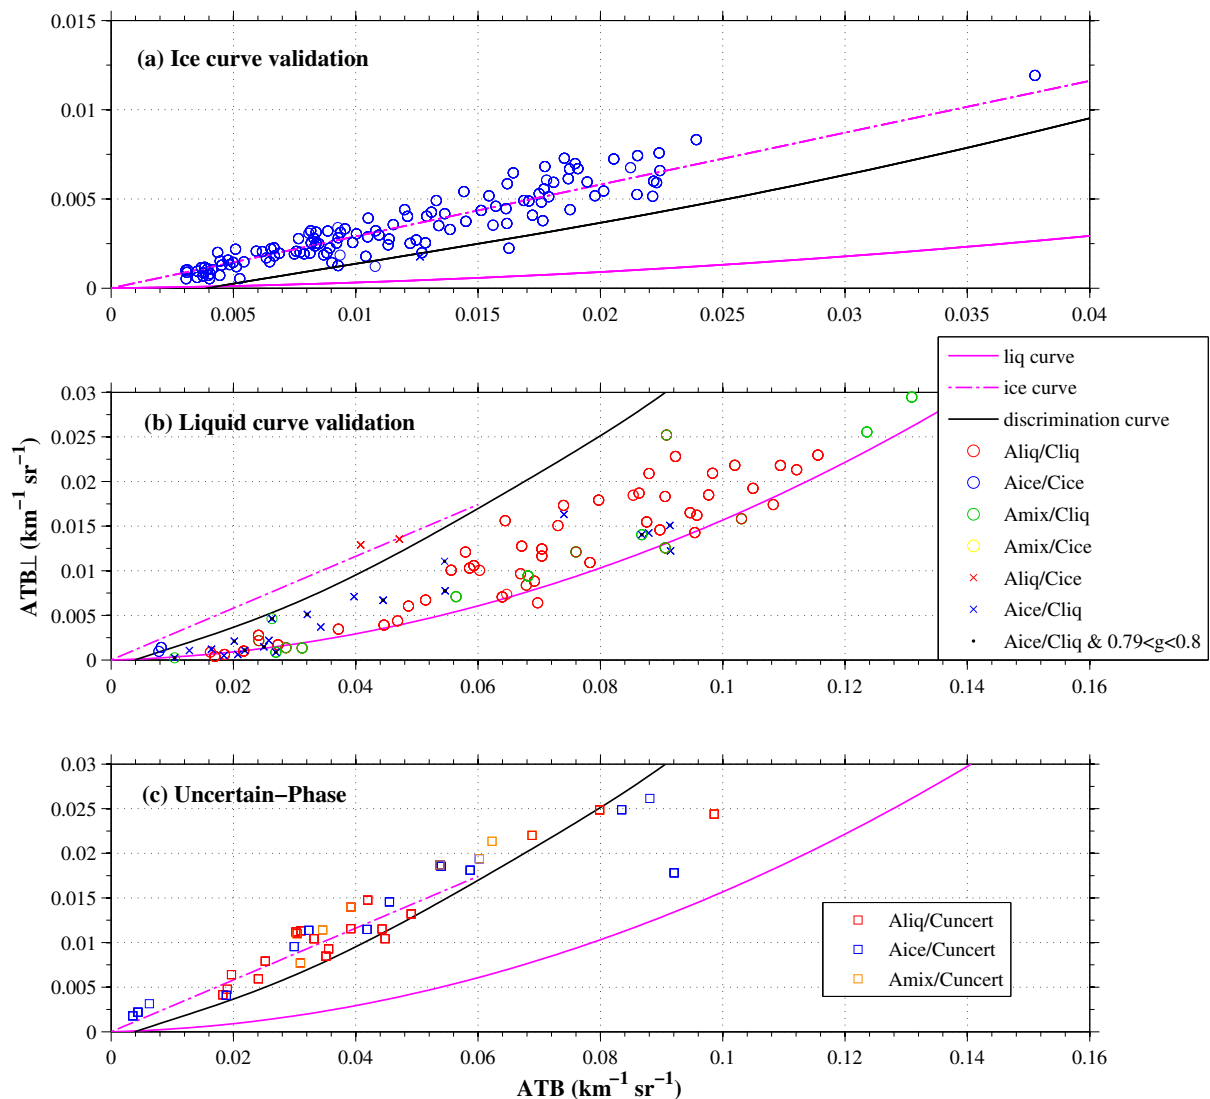 (a) Ice curve validation
0.015
0.01
0.005
0
0 0.005 0.01 0.015 0.02 0.025 0.03 0.035 0.04
(b) Liquid curve validation
0.03
0.025
0.02
0.015
0.01
0.005
0
0 0.02 0.04 0.06 0.08 0.1 0.12 0.14 0.16
liq curve
ice curve
discrimination curve
Aliq/Cliq
Aice/Cice
Amix/Cliq
Amix/Cice
Aliq/Cice
Aice/Cliq
Aice/Cliq & 0.79<g<0.8
ATB⊥ (km⁻¹ sr⁻¹)
(c) Uncertain−Phase
0.03
0.025
0.02
0.015
0.01
0.005
0
Aliq/Cuncert
Aice/Cuncert
Amix/Cuncert
0 0.02 0.04 0.06 0.08 0.1 0.12 0.14 0.16
ATB (km⁻¹ sr⁻¹)